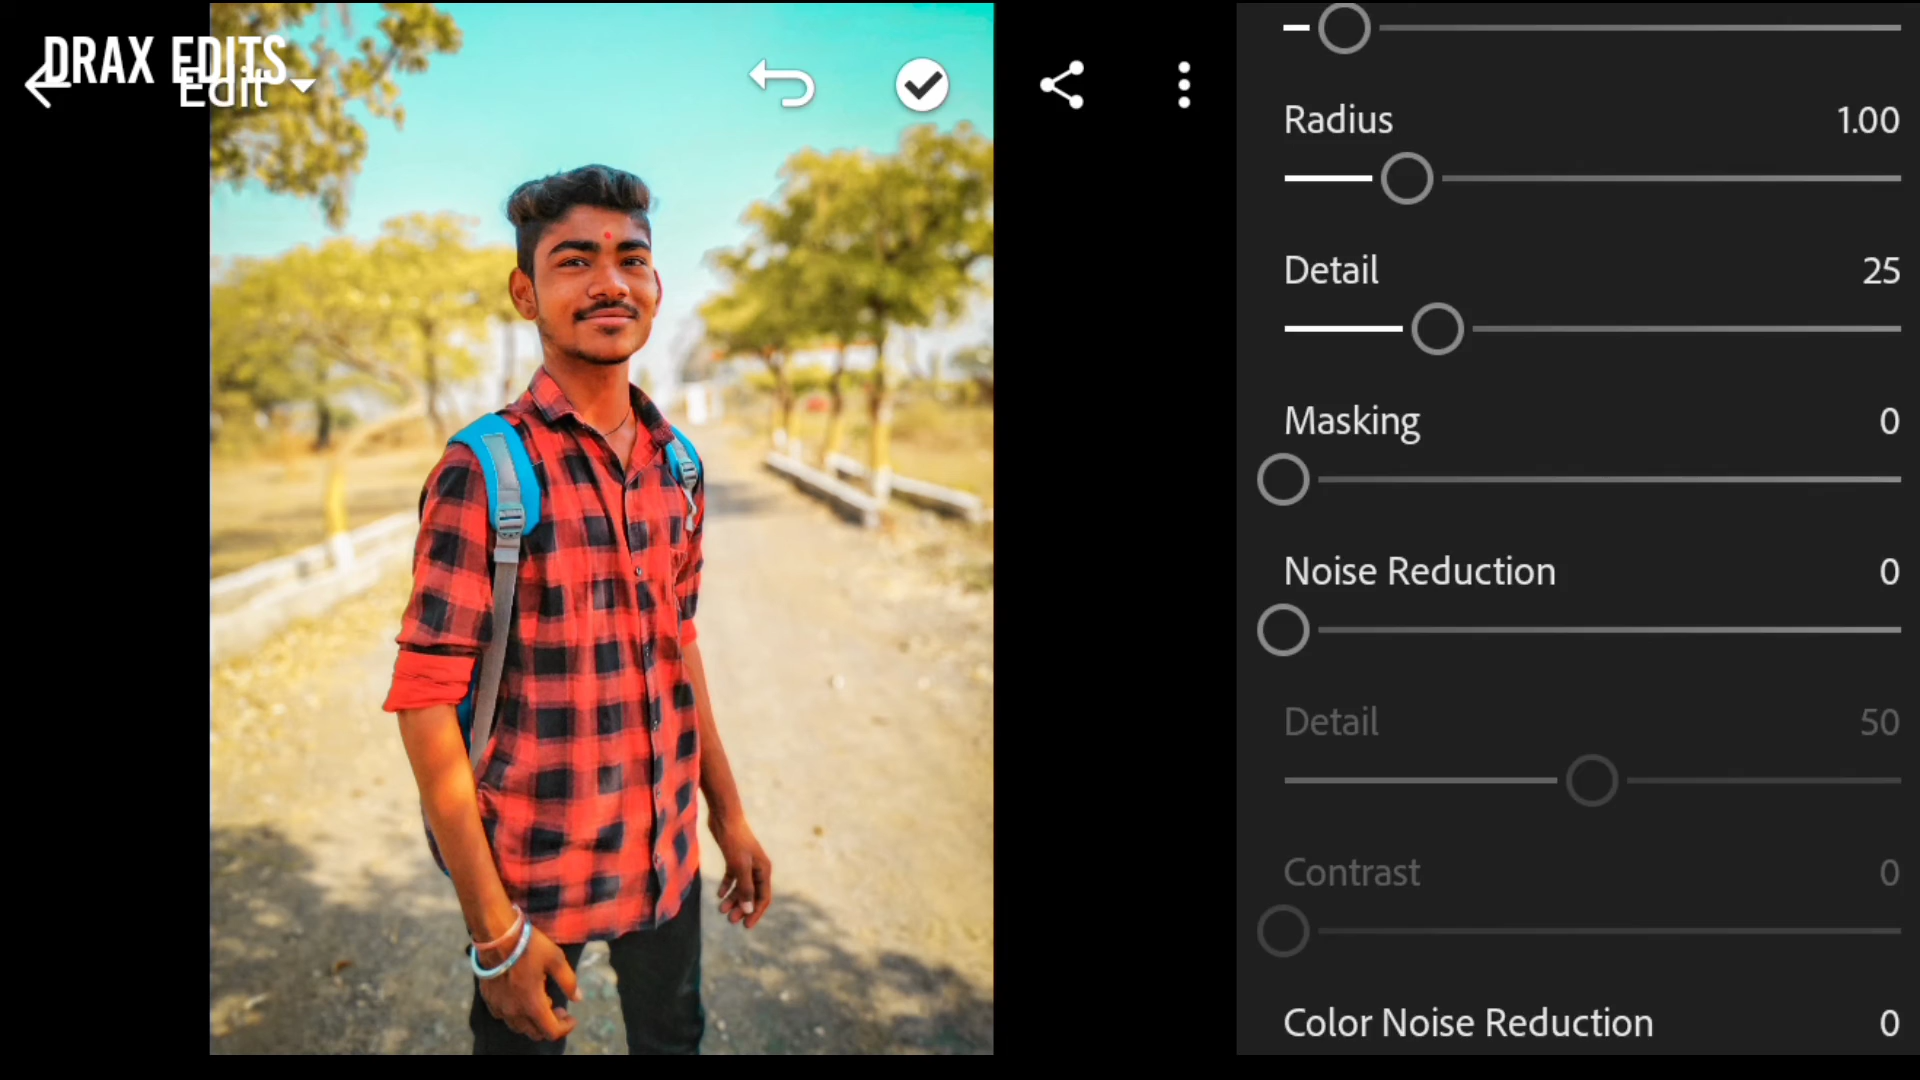 DRAX EDITS
Edit
Radius 1.00
Detail 25
Masking 0
Noise Reduction 0
Detail 50
Contrast 0
Color Noise Reduction 0